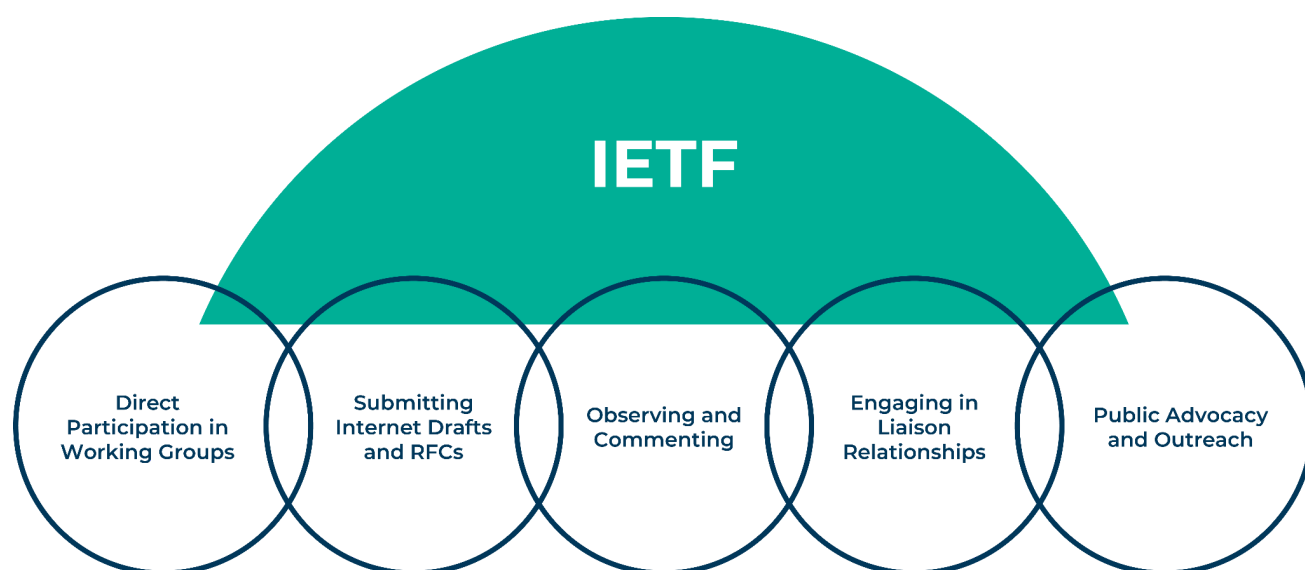 IETF
Direct
Participation in
Working Groups
Submitting
Internet Drafts
and RFCs
Observing and
Commenting
Engaging in
Liaison
Relationships
Public Advocacy
and Outreach